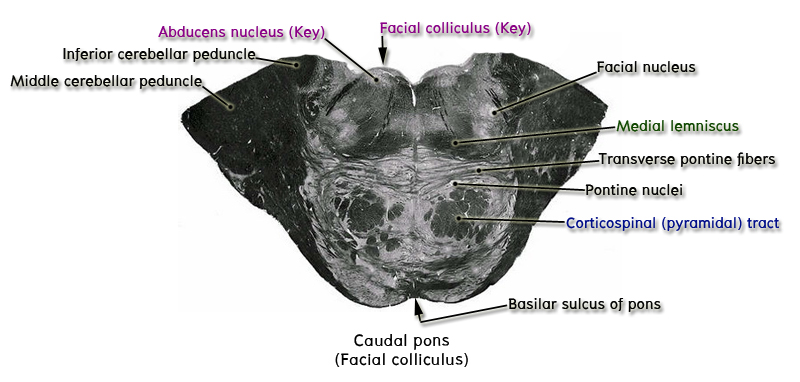 Abducens nucleus (Key)
Facial colliculus (Key)
Inferior cerebellar peduncle
Middle cerebellar peduncle
Facial nucleus
Medial lemniscus
Transverse pontine fibers
Pontine nuclei
Corticospinal (pyramidal) tract
Basilar sulcus of pons
Caudal pons
(Facial colliculus)